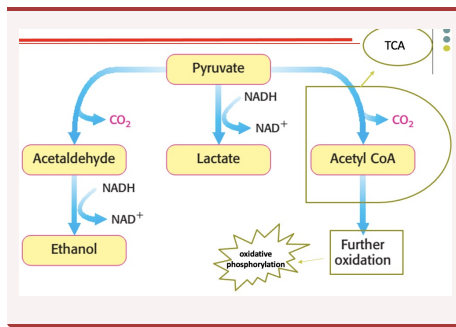 TCA
Pyruvate
NADH
CO₂
NAD⁺
CO₂
Acetaldehyde
Lactate
Acetyl CoA
NADH
NAD⁺
Ethanol
oxidative
phosphorylation
Further
oxidation